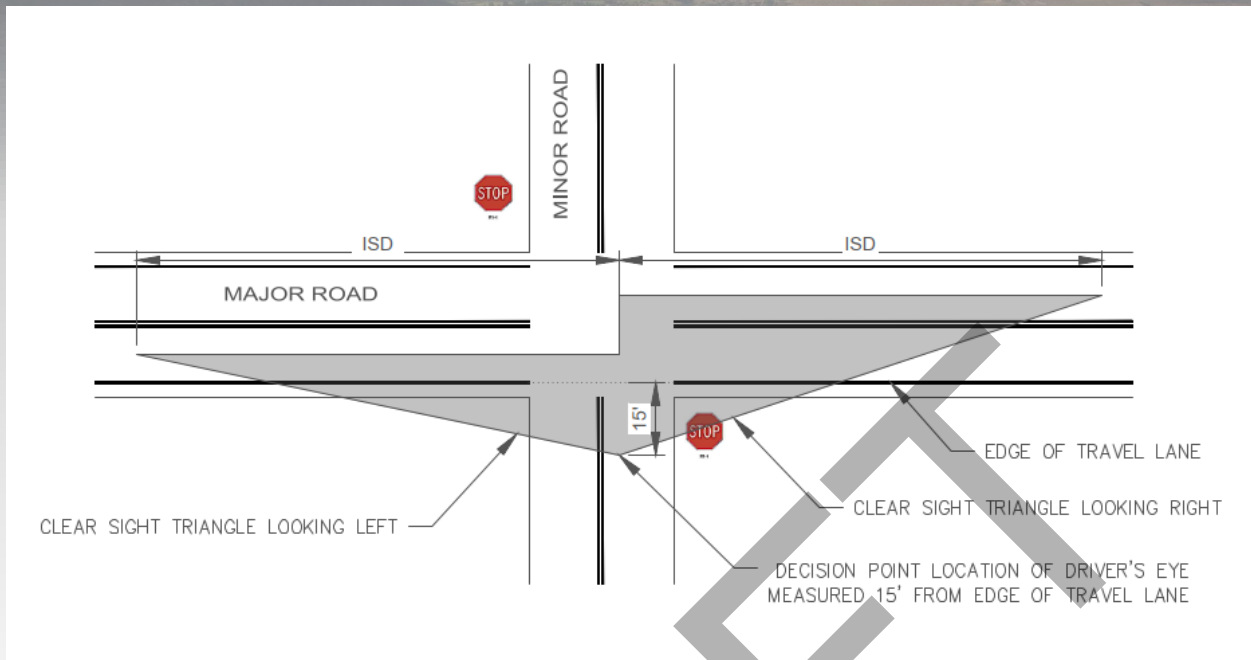 MINOR ROAD
STOP
ISD
ISD
MAJOR ROAD
15'
STOP
EDGE OF TRAVEL LANE
CLEAR SIGHT TRIANGLE LOOKING RIGHT
CLEAR SIGHT TRIANGLE LOOKING LEFT
DECISION POINT LOCATION OF DRIVER'S EYE
MEASURED 15' FROM EDGE OF TRAVEL LANE